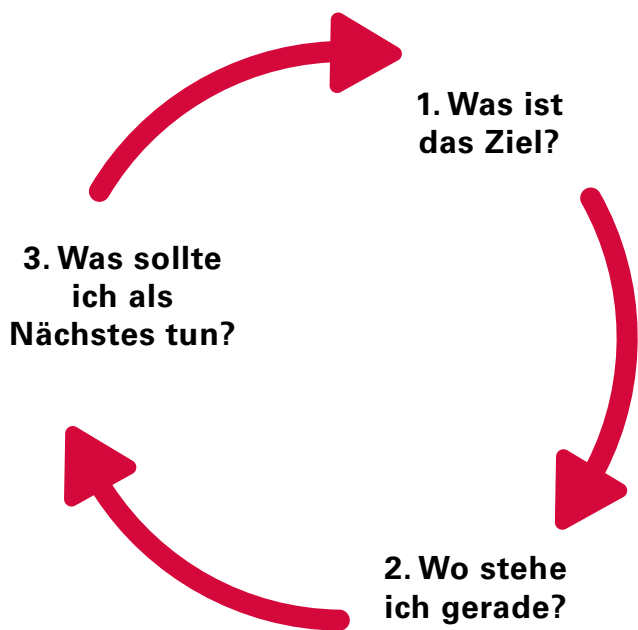 1. Was ist
das Ziel?
2. Wo stehe
ich gerade?
3. Was sollte
ich als
Nächstes tun?